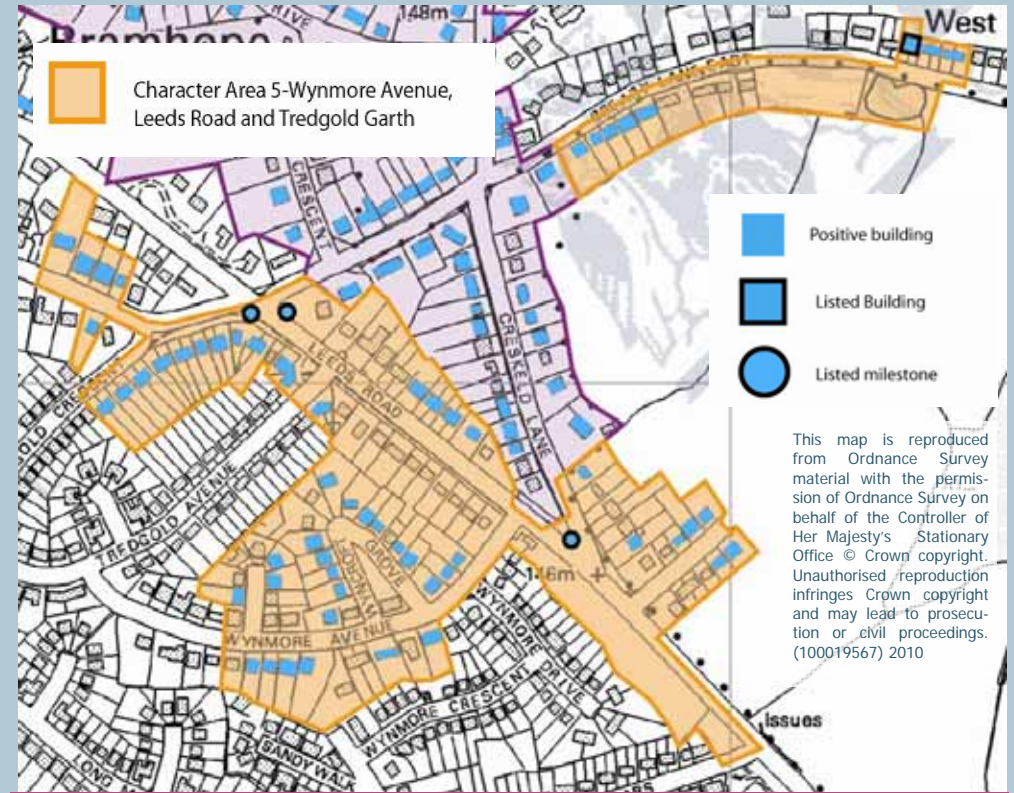 148m
RIVE
West
Bramhope
Character Area 5-Wynmore Avenue,
Leeds Road and Tredgold Garth
CRESCENT
Positive building
Listed Building
Listed milestone
LEEDS ROAD
CRESKELD LANE
TREDGOLD AVENUE
GROVE
146m
WYNMORE AVENUE
WYNMORE DRIVE
WYNMORE CRESCENT
SANDY WALK
LONG
issues
This map is reproduced
from Ordnance Survey
material with the permis-
sion of Ordnance Survey on
behalf of the Controller of
Her Majesty's Stationary
Office © Crown copyright.
Unauthorised reproduction
infringes Crown copyright
and may lead to prosecu-
tion or civil proceedings.
(100019567) 2010